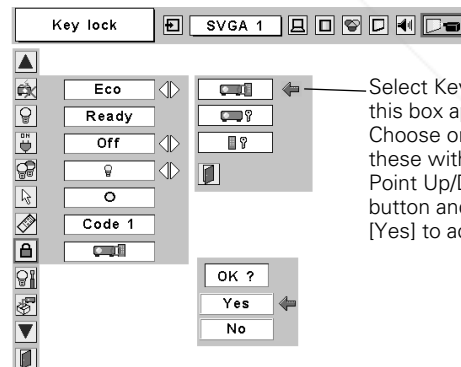 Key lock
SVGA 1
Eco
Ready
Off
ON
Code 1
Select Key
this box a
Choose or
these with
Point Up/
button and
[Yes] to a
OK ?
Yes
No